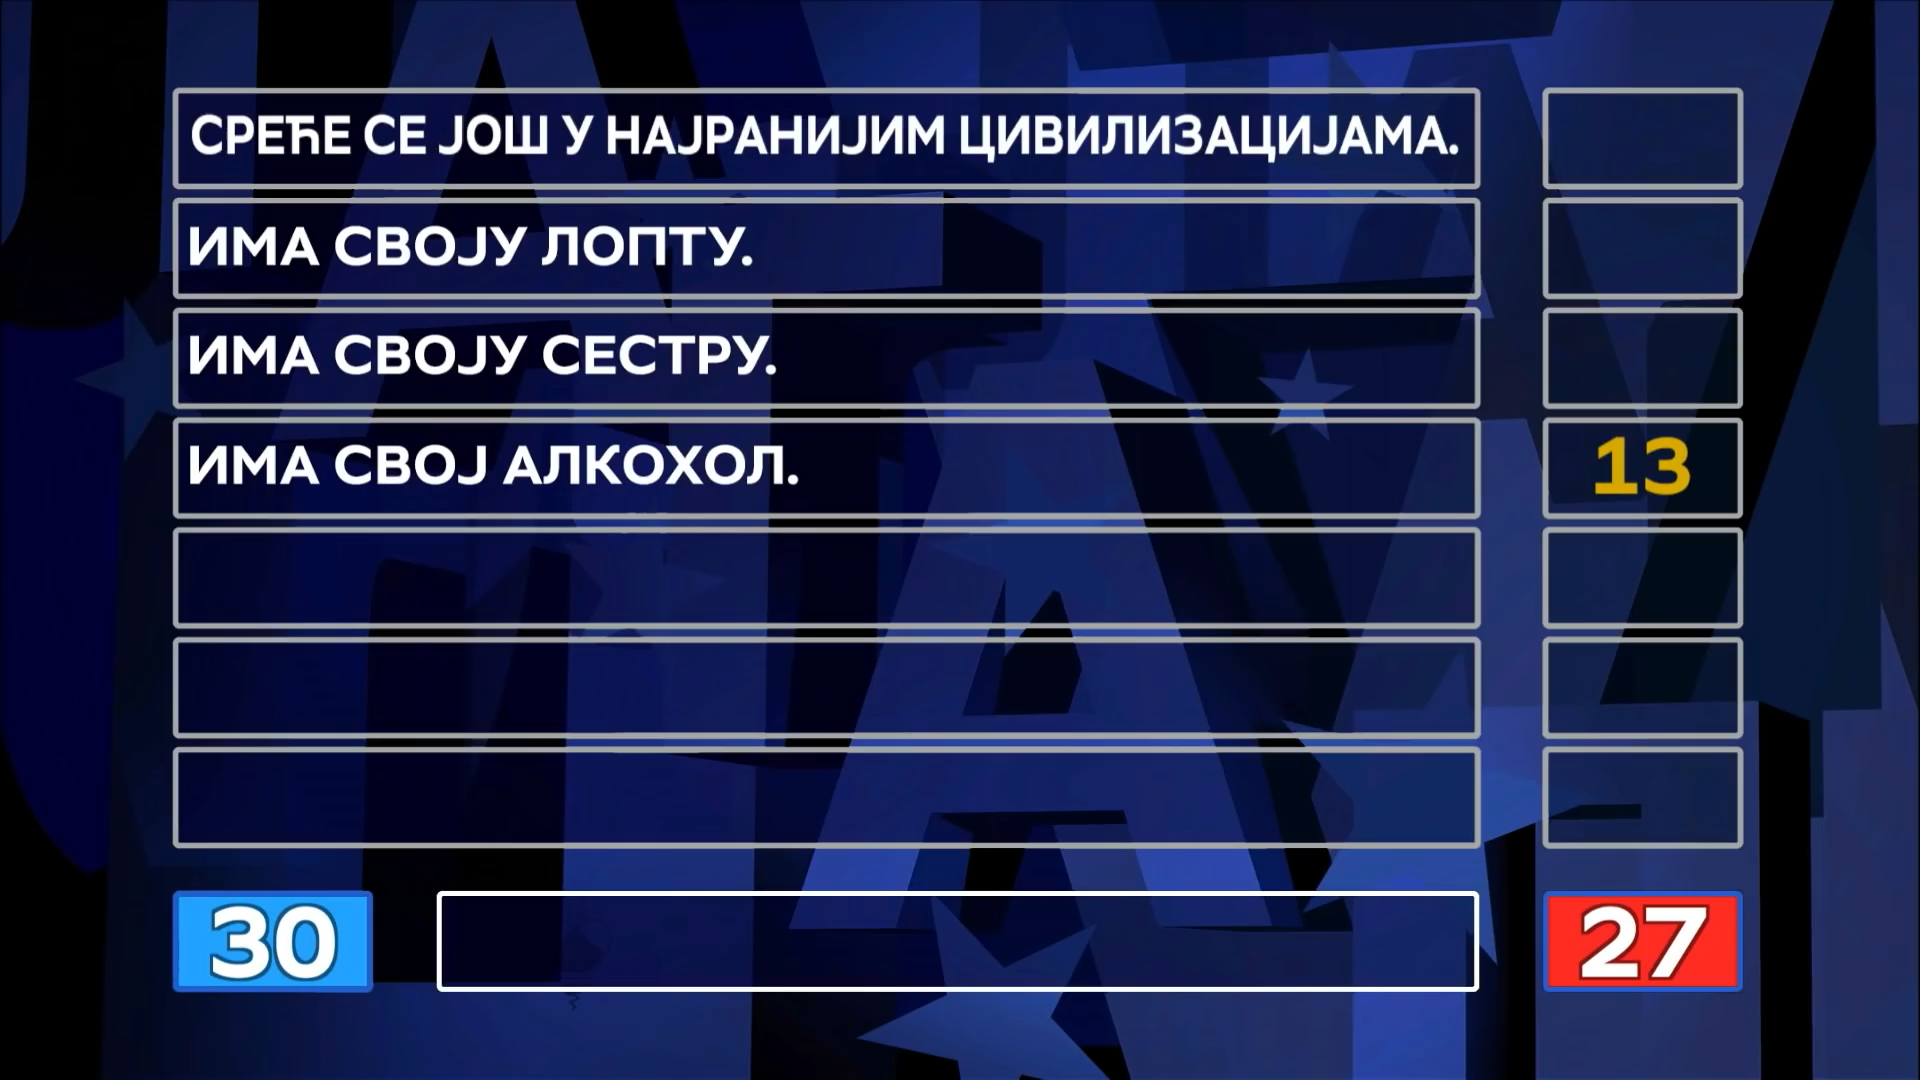 СРЕЋЕ СЕ ЈОШ У НАЈРАНИЈИМ ЦИВИЛИЗАЦИЈАМА.
ИМА СВОЈУ ЛОПТУ.
ИМА СВОЈУ СЕСТРУ.
ИМА СВОЈ АЛКОХОЛ.
13
30
27